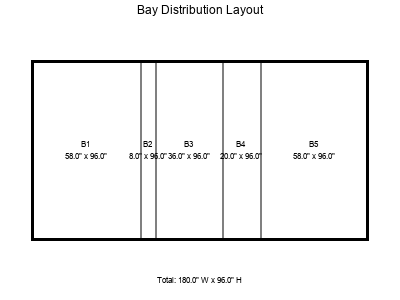 Bay Distribution Layout
B1 B2 B3 B4 B5
58.0" x 96.0" 8.0" x 96.0" 36.0" x 96.0" 20.0" x 96.0" 58.0" x 96.0"
Total: 180.0" W x 96.0" H